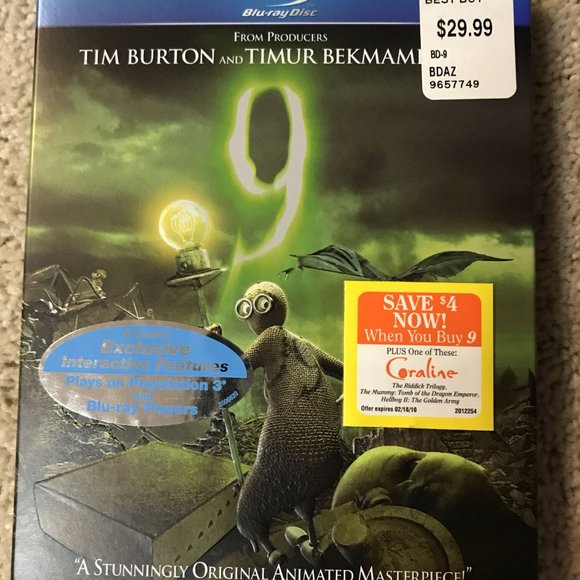 Blu-ray Disc
BEST BUY
$29.99
BD-9
BDAZ
9657749
FROM PRODUCERS
TIM BURTON AND TIMUR BEKMAM
9
SAVE $4
NOW!
When You Buy 9
PLUS One of These:
Coraline
The Riddick Trilogy,
The Mummy: Tomb of the Dragon Emperor,
Hellboy II: The Golden Army
Offer expires 02/18/10 2012254
Includes
Exclusive
Interactive Features
Plays on Playstation 3®
and
Blu-ray Players
"A STUNNINGLY ORIGINAL ANIMATED MASTERPIECE!"